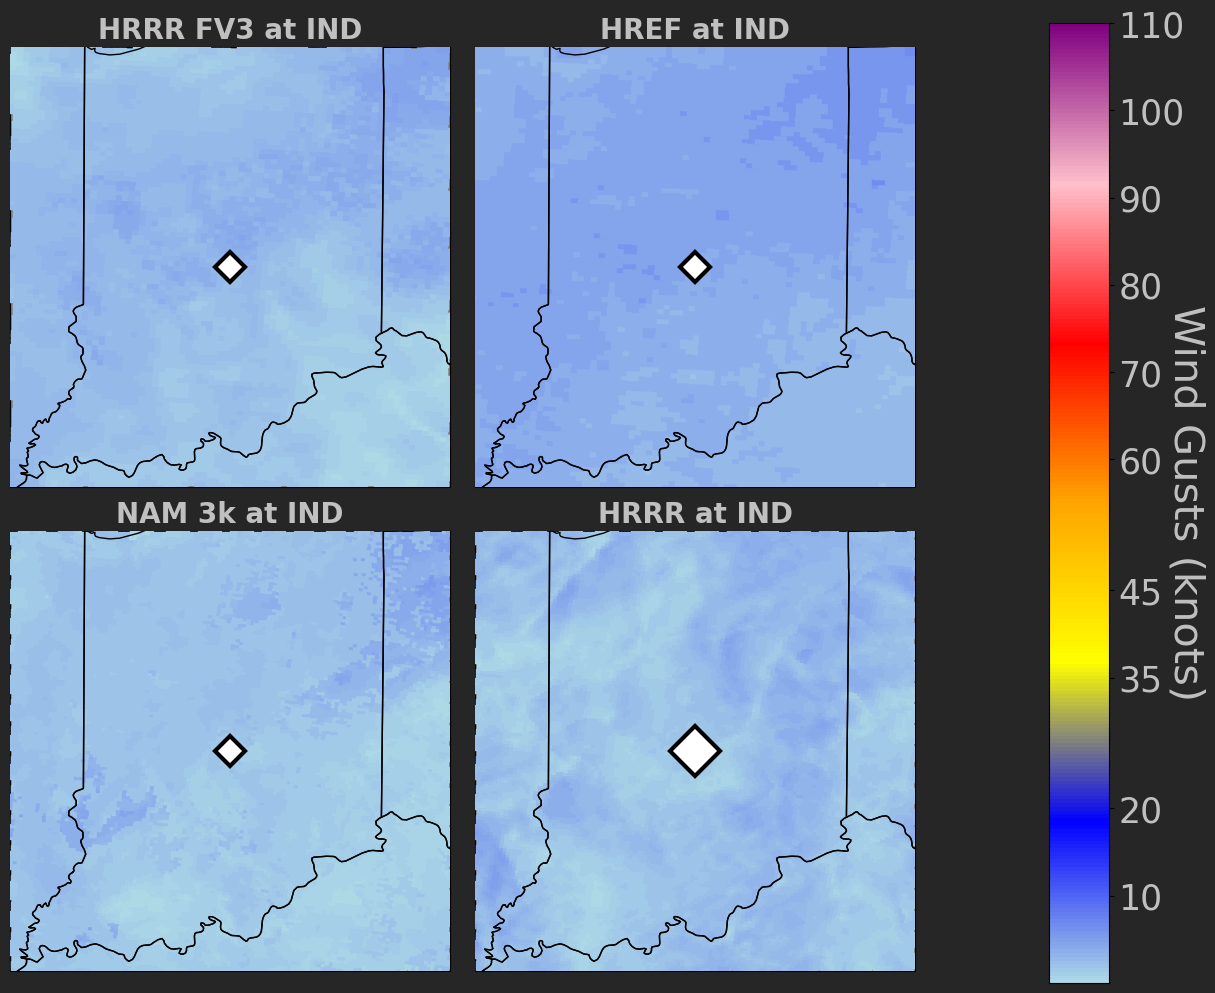 HRRR FV3 at IND
HREF at IND
NAM 3k at IND
HRRR at IND
110
100
90
80
70
60
45
35
20
10
Wind Gusts (knots)